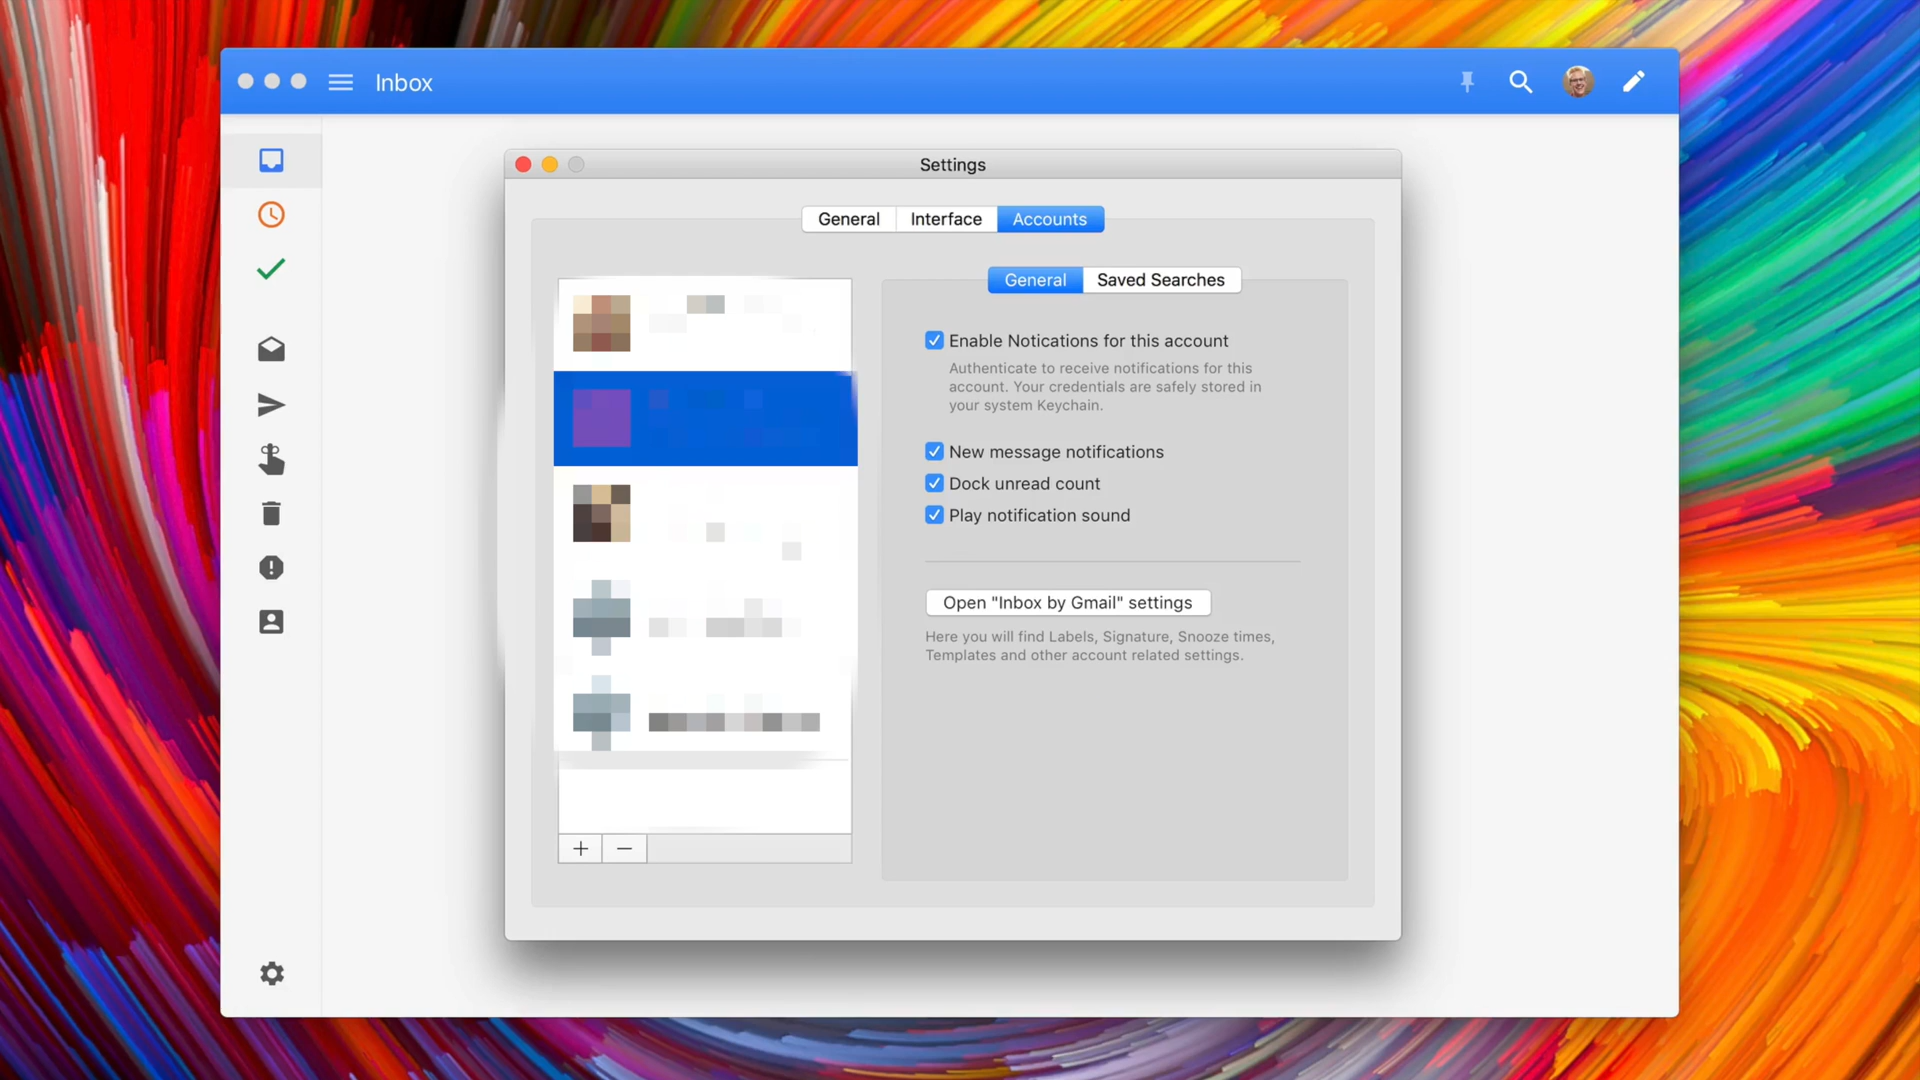 Inbox
Settings
General Interface Accounts
General Saved Searches
Enable Notications for this account
Authenticate to receive notifications for this
account. Your credentials are safely stored in
your system Keychain.
New message notifications
Dock unread count
Play notification sound
Open "Inbox by Gmail" settings
Here you will find Labels, Signature, Snooze times,
Templates and other account related settings.